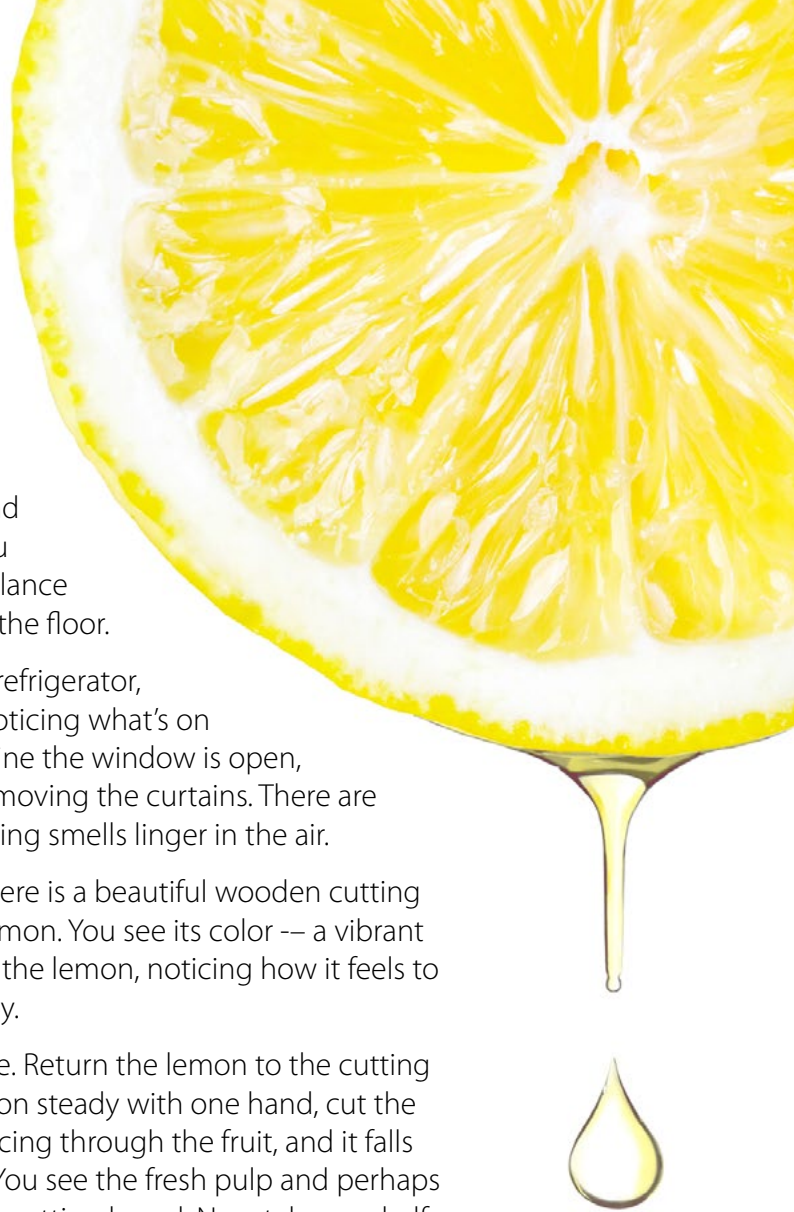 d
u
lance
the floor.
refrigerator,
oticing what's on
ine the window is open,
moving the curtains. There are
ing smells linger in the air.
ere is a beautiful wooden cutting
mon. You see its color -– a vibrant
the lemon, noticing how it feels to
y.
e. Return the lemon to the cutting
on steady with one hand, cut the
cing through the fruit, and it falls
You see the fresh pulp and perhaps